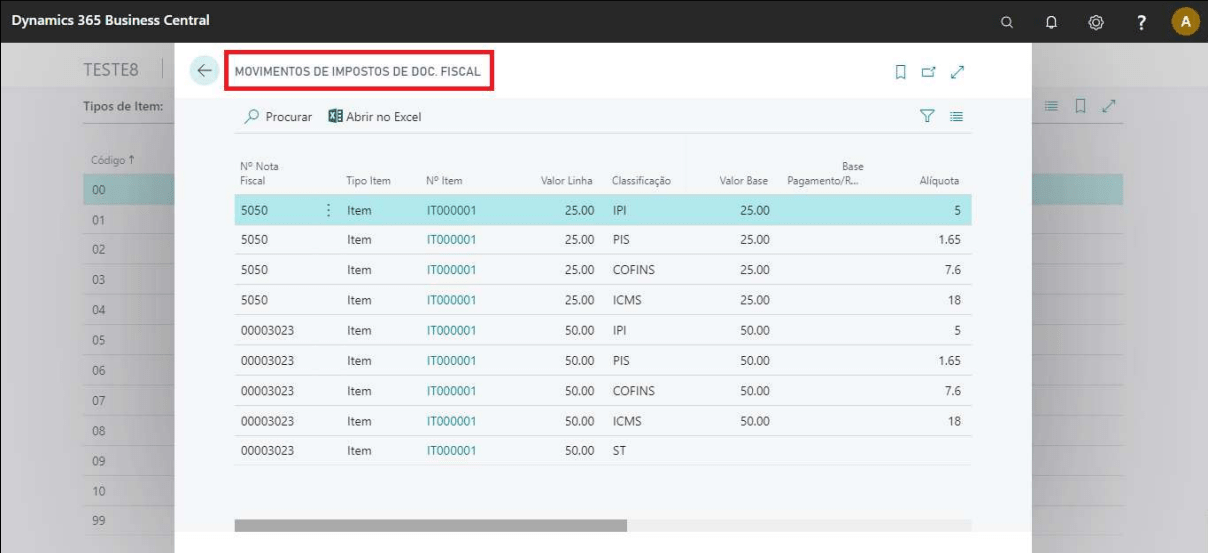 Dynamics 365 Business Central
?
A
TESTE8
MOVIMENTOS DE IMPOSTOS DE DOC. FISCAL
Tipos de Item:
Procurar Abrir no Excel
Código ↑
Nº Nota Fiscal Tipo Item Nº Item Valor Linha Classificação Valor Base Base Pagamento/R... Alíquota
00
01
02
03
04
05
06
07
08
09
10
99
5050 Item IT000001 25.00 IPI 25.00 5
5050 Item IT000001 25.00 PIS 25.00 1.65
5050 Item IT000001 25.00 COFINS 25.00 7.6
5050 Item IT000001 25.00 ICMS 25.00 18
00003023 Item IT000001 50.00 IPI 50.00 5
00003023 Item IT000001 50.00 PIS 50.00 1.65
00003023 Item IT000001 50.00 COFINS 50.00 7.6
00003023 Item IT000001 50.00 ICMS 50.00 18
00003023 Item IT000001 50.00 ST